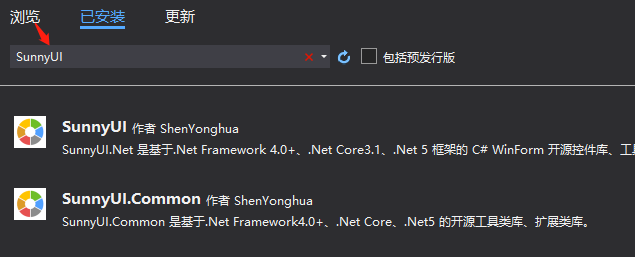 浏览 已安装 更新
SunnyUI 包括预发行版
SunnyUI 作者 ShenYonghua
SunnyUI.Net 是基于.Net Framework 4.0+、.Net Core3.1、.Net 5 框架的 C# WinForm 开源控件库、工
SunnyUI.Common 作者 ShenYonghua
SunnyUI.Common 是基于.Net Framework4.0+、.Net Core、.Net5 的开源工具类库、扩展类库。